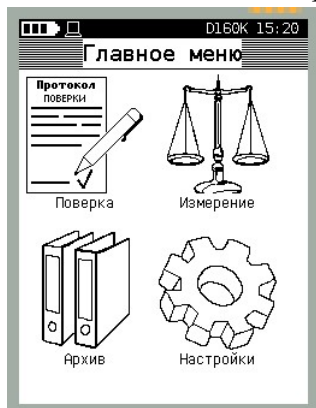 D160K 15:20
Главное меню
Протокол
ПОВЕРКИ
Поверка
Измерение
Архив
Настройки